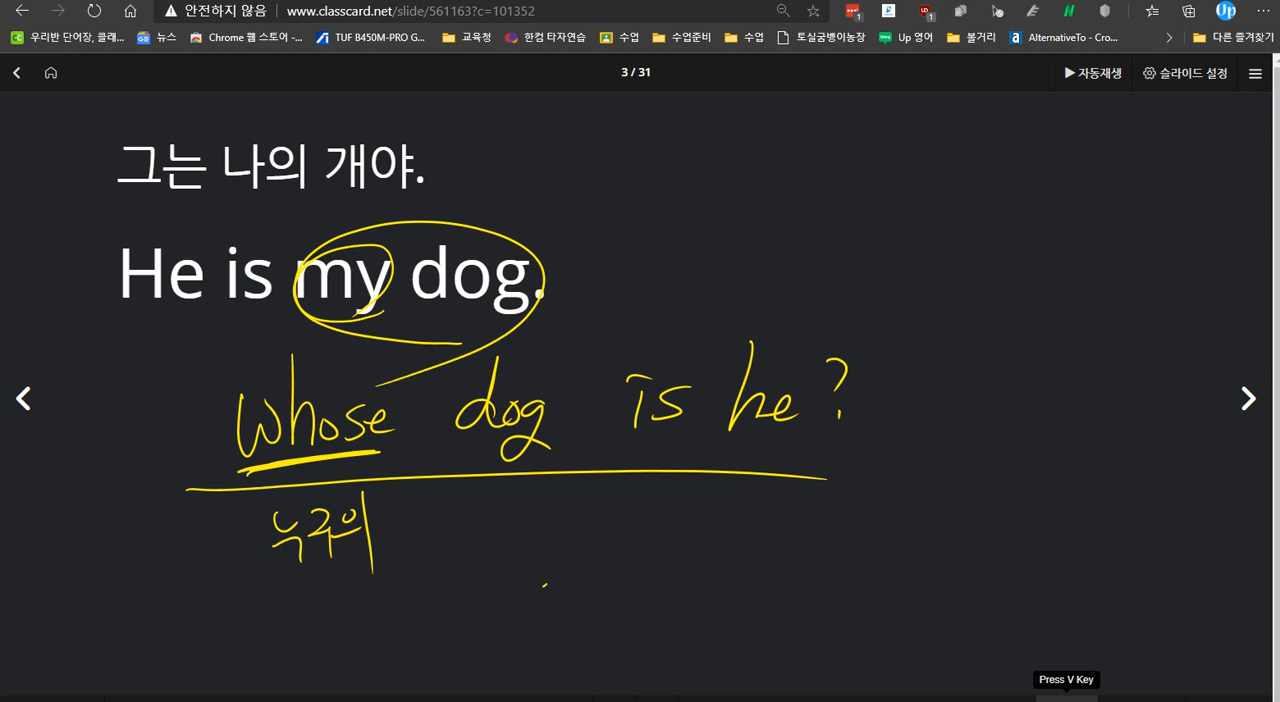 안전하지 않음 www.classcard.net/slide/561163?c=101352
우리반 단어장, 클래... 뉴스 Chrome 웹 스토어 -... TUF B450M-PRO G... 교육청 한컴 타자연습 수업 수업준비 수업 토실굼벵이농장 Up 영어 볼거리 AlternativeTo - Cro... 다른 즐겨찾기
3 / 31 자동재생 슬라이드 설정
그는 나의 개야.
He is my dog.
Whose dog is he?
누구의
Press V Key